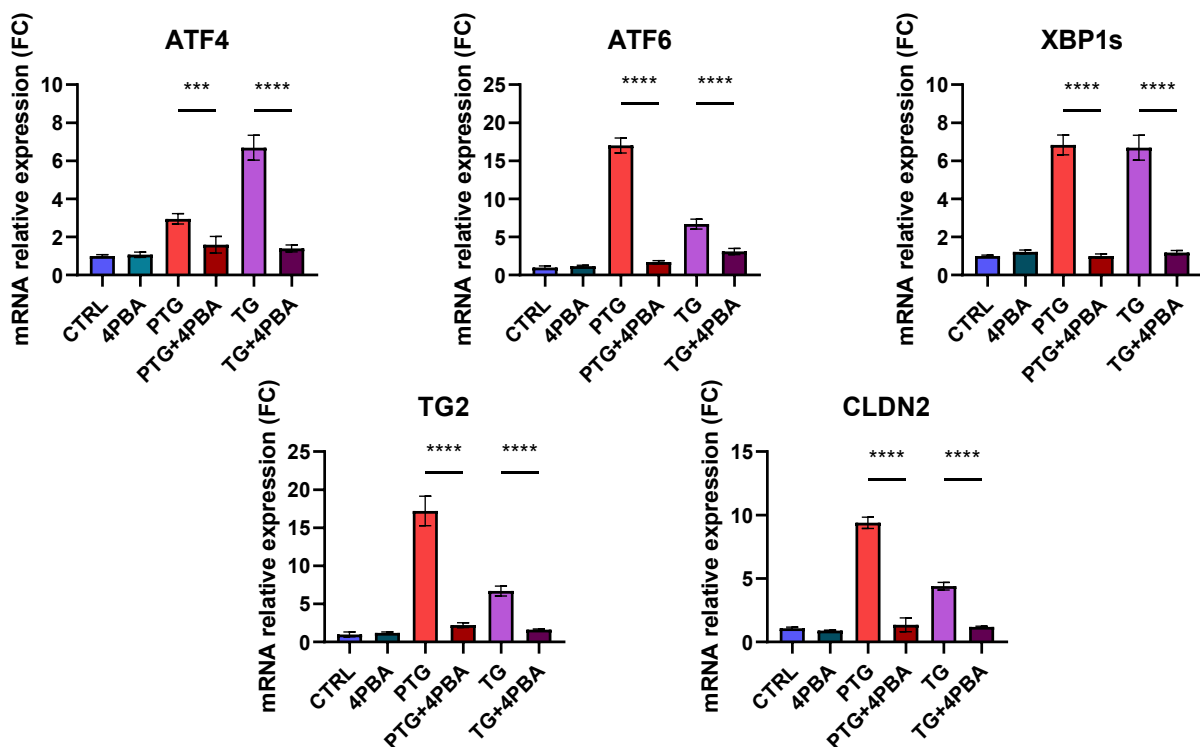 ATF4
mRNA relative expression (FC)
10
8
6
4
2
0
***
****
CTRL
4PBA
PTG
PTG+4PBA
TG
TG+4PBA
ATF6
mRNA relative expression (FC)
25
20
15
10
5
0
****
****
CTRL
4PBA
PTG
PTG+4PBA
TG
TG+4PBA
XBP1s
mRNA relative expression (FC)
10
8
6
4
2
0
****
****
CTRL
4PBA
PTG
PTG+4PBA
TG
TG+4PBA
TG2
mRNA relative expression (FC)
25
20
15
10
5
0
****
****
CTRL
4PBA
PTG
PTG+4PBA
TG
TG+4PBA
CLDN2
mRNA relative expression (FC)
15
10
5
0
****
****
CTRL
4PBA
PTG
PTG+4PBA
TG
TG+4PBA